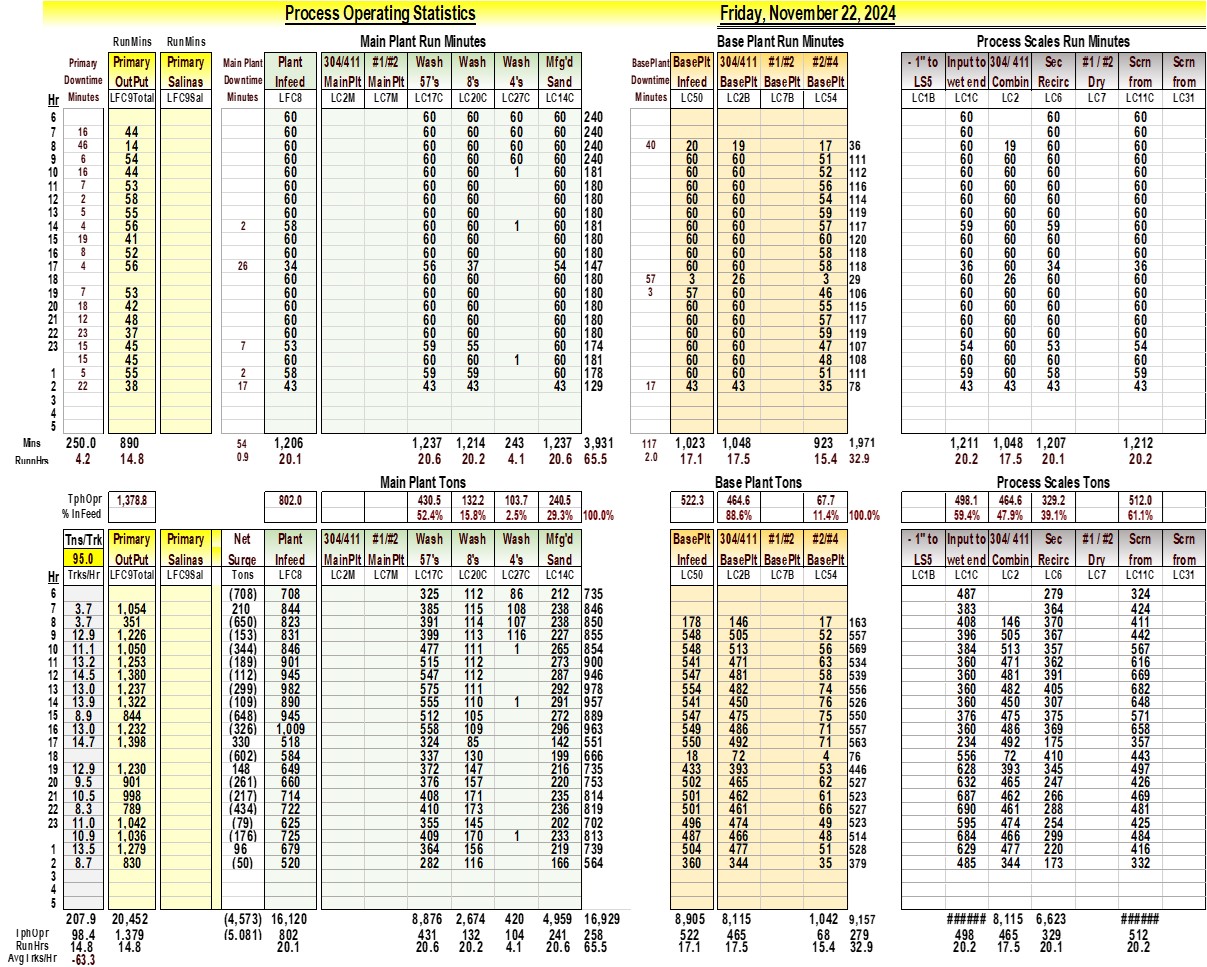 Process Operating Statistics Friday, November 22, 2024
RunMins RunMins Main Plant Run Minutes Base Plant Run Minutes Process Scales Run Minutes
Primary Primary Primary Main Plant Plant 304/411 #1/#2 Wash Wash Wash Mfg'd BasePlant BasePlt 304/411 #1/#2 #2/#4 - 1" to Input to 304/ 411 Sec #1 / #2 Scrn Scrn
Downtime OutPut Salinas Downtime Infeed MainPlt MainPlt 57's 8's 4's Sand Downtime Infeed BasePlt BasePlt BasePlt LS5 wet end Combin Recirc Dry from from
Hr Minutes LFC9Total LFC9Sal Minutes LFC8 LC2M LC7M LC17C LC20C LC27C LC14C Minutes LC50 LC2B LC7B LC54 LC1B LC1C LC2 LC6 LC7 LC11C LC31
6 60 60 60 60 60 240 60 60 60
7 16 44 60 60 60 60 60 240 60 60 60
8 46 14 60 60 60 60 60 240 40 20 19 17 36 60 19 60 60
9 6 54 60 60 60 60 60 240 60 60 51 111 60 60 60 60
10 16 44 60 60 60 1 60 181 60 60 52 112 60 60 60 60
11 7 53 60 60 60 60 180 60 60 56 116 60 60 60 60
12 2 58 60 60 60 60 180 60 60 54 114 60 60 60 60
13 5 55 60 60 60 60 180 60 60 59 119 60 60 60 60
14 4 56 2 58 60 60 1 60 181 60 60 57 117 59 60 59 60
15 19 41 60 60 60 60 180 60 60 60 120 60 60 60 60
16 8 52 60 60 60 60 180 60 60 58 118 60 60 60 60
17 4 56 26 34 56 37 54 147 60 60 58 118 36 60 34 36
18 60 60 60 60 180 57 3 26 3 29 60 26 60 60
19 7 53 60 60 60 60 180 3 57 60 46 106 60 60 60 60
20 18 42 60 60 60 60 180 60 60 55 115 60 60 60 60
21 12 48 60 60 60 60 180 60 60 57 117 60 60 60 60
22 23 37 60 60 60 60 180 60 60 59 119 60 60 60 60
23 15 45 7 53 59 55 60 174 60 60 47 107 54 60 53 54
15 45 60 60 60 1 60 181 60 60 48 108 60 60 60 60
1 5 55 2 58 59 59 60 178 60 60 51 111 59 60 58 59
2 22 38 17 43 43 43 43 129 17 43 43 35 78 43 43 43 43
3
4
5
Mins 250.0 890 54 1,206 1,237 1,214 243 1,237 3,931 117 1,023 1,048 923 1,971 1,211 1,048 1,207 1,212
RunnHrs 4.2 14.8 0.9 20.1 20.6 20.2 4.1 20.6 65.5 2.0 17.1 17.5 15.4 32.9 20.2 17.5 20.1 20.2
Main Plant Tons Base Plant Tons Process Scales Tons
TphOpr 1,378.8 802.0 430.5 132.2 103.7 240.5 522.3 464.6 67.7 498.1 464.6 329.2 512.0
% InFeed 52.4% 15.8% 2.5% 29.3% 100.0% 88.6% 11.4% 100.0% 59.4% 47.9% 39.1% 61.1%
Tns/Trk Primary Primary Net Plant 304/411 #1/#2 Wash Wash Wash Mfg'd BasePlt 304/411 #1/#2 #2/#4 - 1" to Input to 304/ 411 Sec #1 / #2 Scrn Scrn
95.0 OutPut Salinas Surge Infeed MainPlt MainPlt 57's 8's 4's Sand Infeed BasePlt BasePlt BasePlt LS5 wet end Combin Recirc Dry from from
Hr Trks/Hr LFC9Total LFC9Sal Tons LFC8 LC2M LC7M LC17C LC20C LC27C LC14C LC50 LC2B LC7B LC54 LC1B LC1C LC2 LC6 LC7 LC11C LC31
6 (708) 708 325 112 86 212 735 487 279 324
7 3.7 1,054 210 844 385 115 108 238 846 383 364 424
8 3.7 351 (650) 823 391 114 107 238 850 178 146 17 163 408 146 370 411
9 12.9 1,226 (153) 831 399 113 116 227 855 548 505 52 557 396 505 367 442
10 11.1 1,050 (344) 846 477 111 1 265 854 548 513 56 569 384 513 357 567
11 13.2 1,253 (189) 901 515 112 273 900 541 471 63 534 360 471 362 616
12 14.5 1,380 (112) 945 547 112 287 946 547 481 58 539 360 481 391 669
13 13.0 1,237 (299) 982 575 111 292 978 554 482 74 556 360 482 405 682
14 13.9 1,322 (109) 890 555 110 1 291 957 541 450 76 526 360 450 307 648
15 8.9 844 (648) 945 512 105 272 889 547 475 75 550 376 475 375 571
16 13.0 1,232 (326) 1,009 558 109 296 963 549 486 71 557 360 486 369 658
17 14.7 1,398 330 518 324 85 142 551 550 492 71 563 234 492 175 357
18 (602) 584 337 130 199 666 18 72 4 76 556 72 410 443
19 12.9 1,230 148 649 372 147 216 735 433 393 53 446 628 393 345 497
20 9.5 901 (261) 660 376 157 220 753 502 465 62 527 632 465 247 426
21 10.5 998 (217) 714 408 171 235 814 501 462 61 523 687 462 266 469
22 8.3 789 (434) 722 410 173 236 819 501 461 66 527 690 461 288 481
23 11.0 1,042 (79) 625 355 145 202 702 496 474 49 523 595 474 254 425
10.9 1,036 (176) 725 409 170 1 233 813 487 466 48 514 684 466 299 484
1 13.5 1,279 96 679 364 156 219 739 504 477 51 528 629 477 220 416
2 8.7 830 (50) 520 282 116 166 564 360 344 35 379 485 344 173 332
3
4
5
207.9 20,452 (4,573) 16,120 8,876 2,674 420 4,959 16,929 8,905 8,115 1,042 9,157 ###### 8,115 6,623 ######
TphOpr 98.4 1,379 (5,081) 802 431 132 104 241 258 522 465 68 279 498 465 329 512
RunHrs 14.8 14.8 20.1 20.6 20.2 4.1 20.6 65.5 17.1 17.5 15.4 32.9 20.2 17.5 20.1 20.2
Avg Trks/Hr -63.3